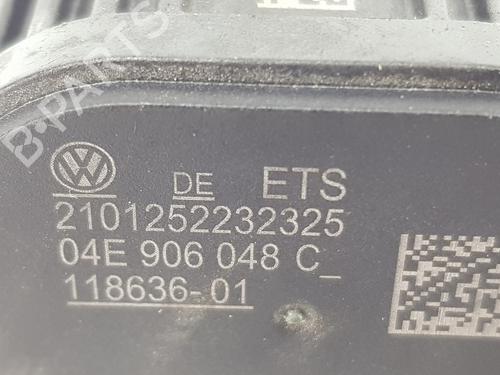 B-PARTS
DE ETS
2101252232325
04E 906 048 C_
118636-01